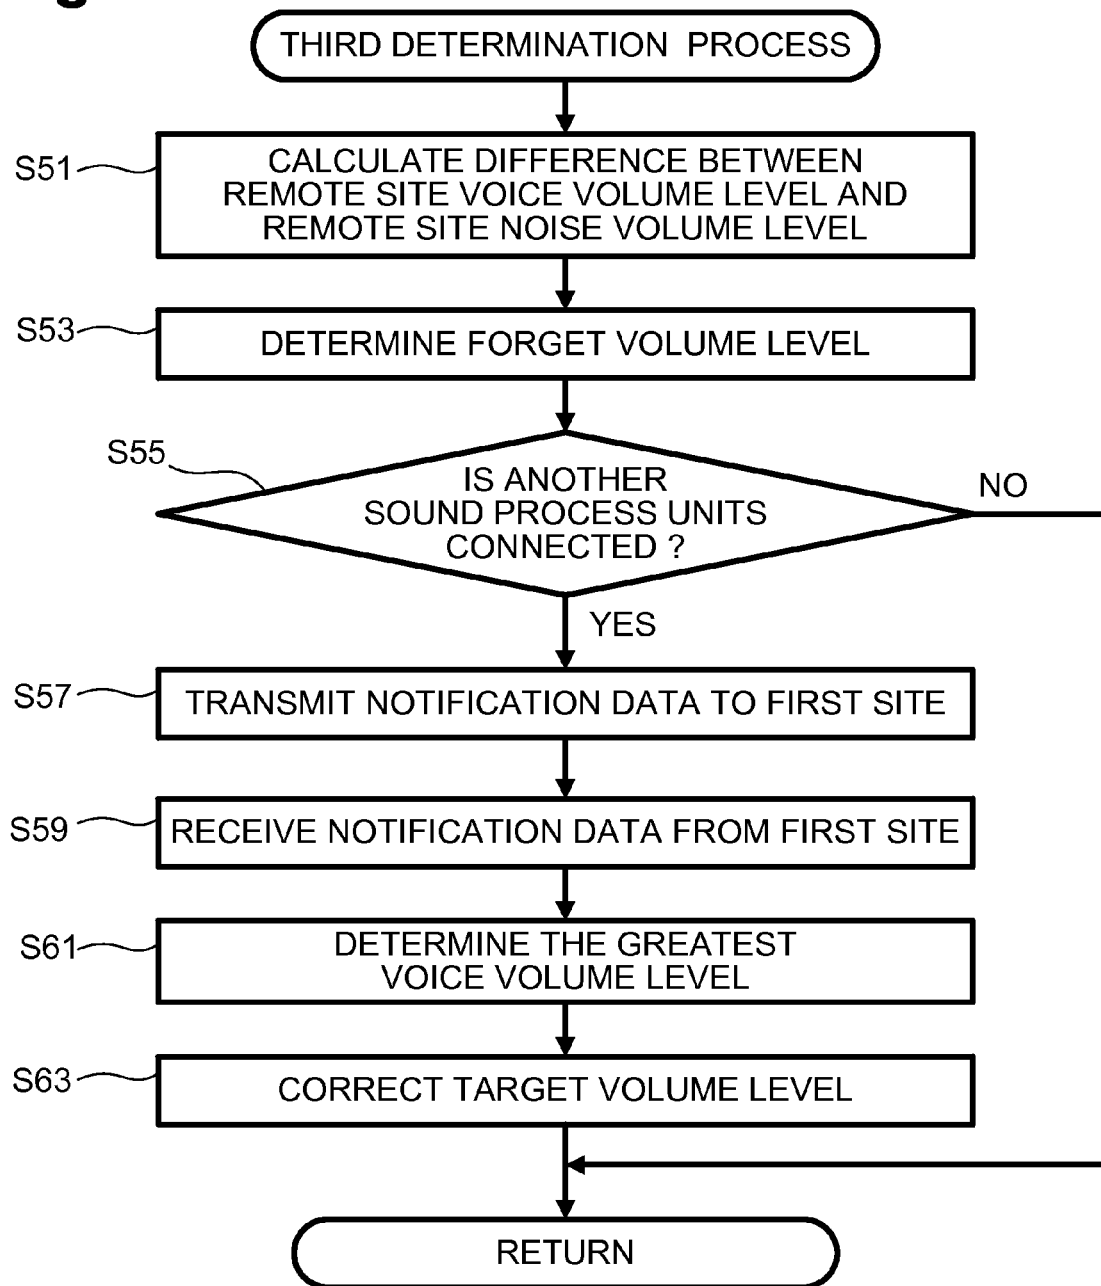 THIRD DETERMINATION PROCESS
S51
CALCULATE DIFFERENCE BETWEEN
REMOTE SITE VOICE VOLUME LEVEL AND
REMOTE SITE NOISE VOLUME LEVEL
S53
DETERMINE FORGET VOLUME LEVEL
S55
IS ANOTHER
SOUND PROCESS UNITS
CONNECTED ?
NO
YES
S57
TRANSMIT NOTIFICATION DATA TO FIRST SITE
S59
RECEIVE NOTIFICATION DATA FROM FIRST SITE
S61
DETERMINE THE GREATEST
VOICE VOLUME LEVEL
S63
CORRECT TARGET VOLUME LEVEL
RETURN